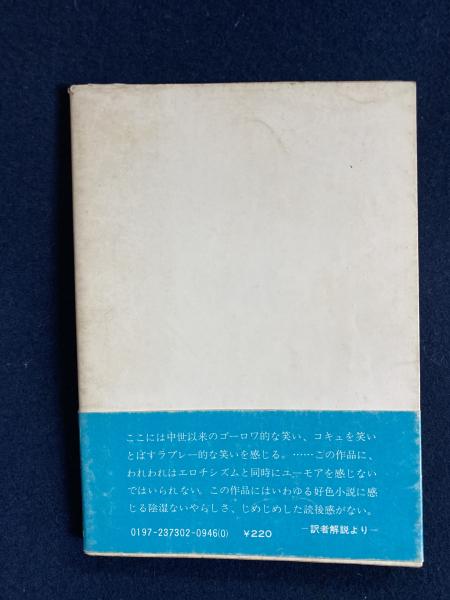 ここには中世以来のゴーロワ的な笑い、コキュを笑い
とばすラブレー的な笑いを感じる。……この作品に、
われわれはエロチシズムと同時にユーモアを感じない
ではいられない。この作品にはいわゆる好色小説に感
じる陰湿ないやらしさ、じめじめした読後感がない。
0197-237302-0946(0) ¥220 —訳者解説より—